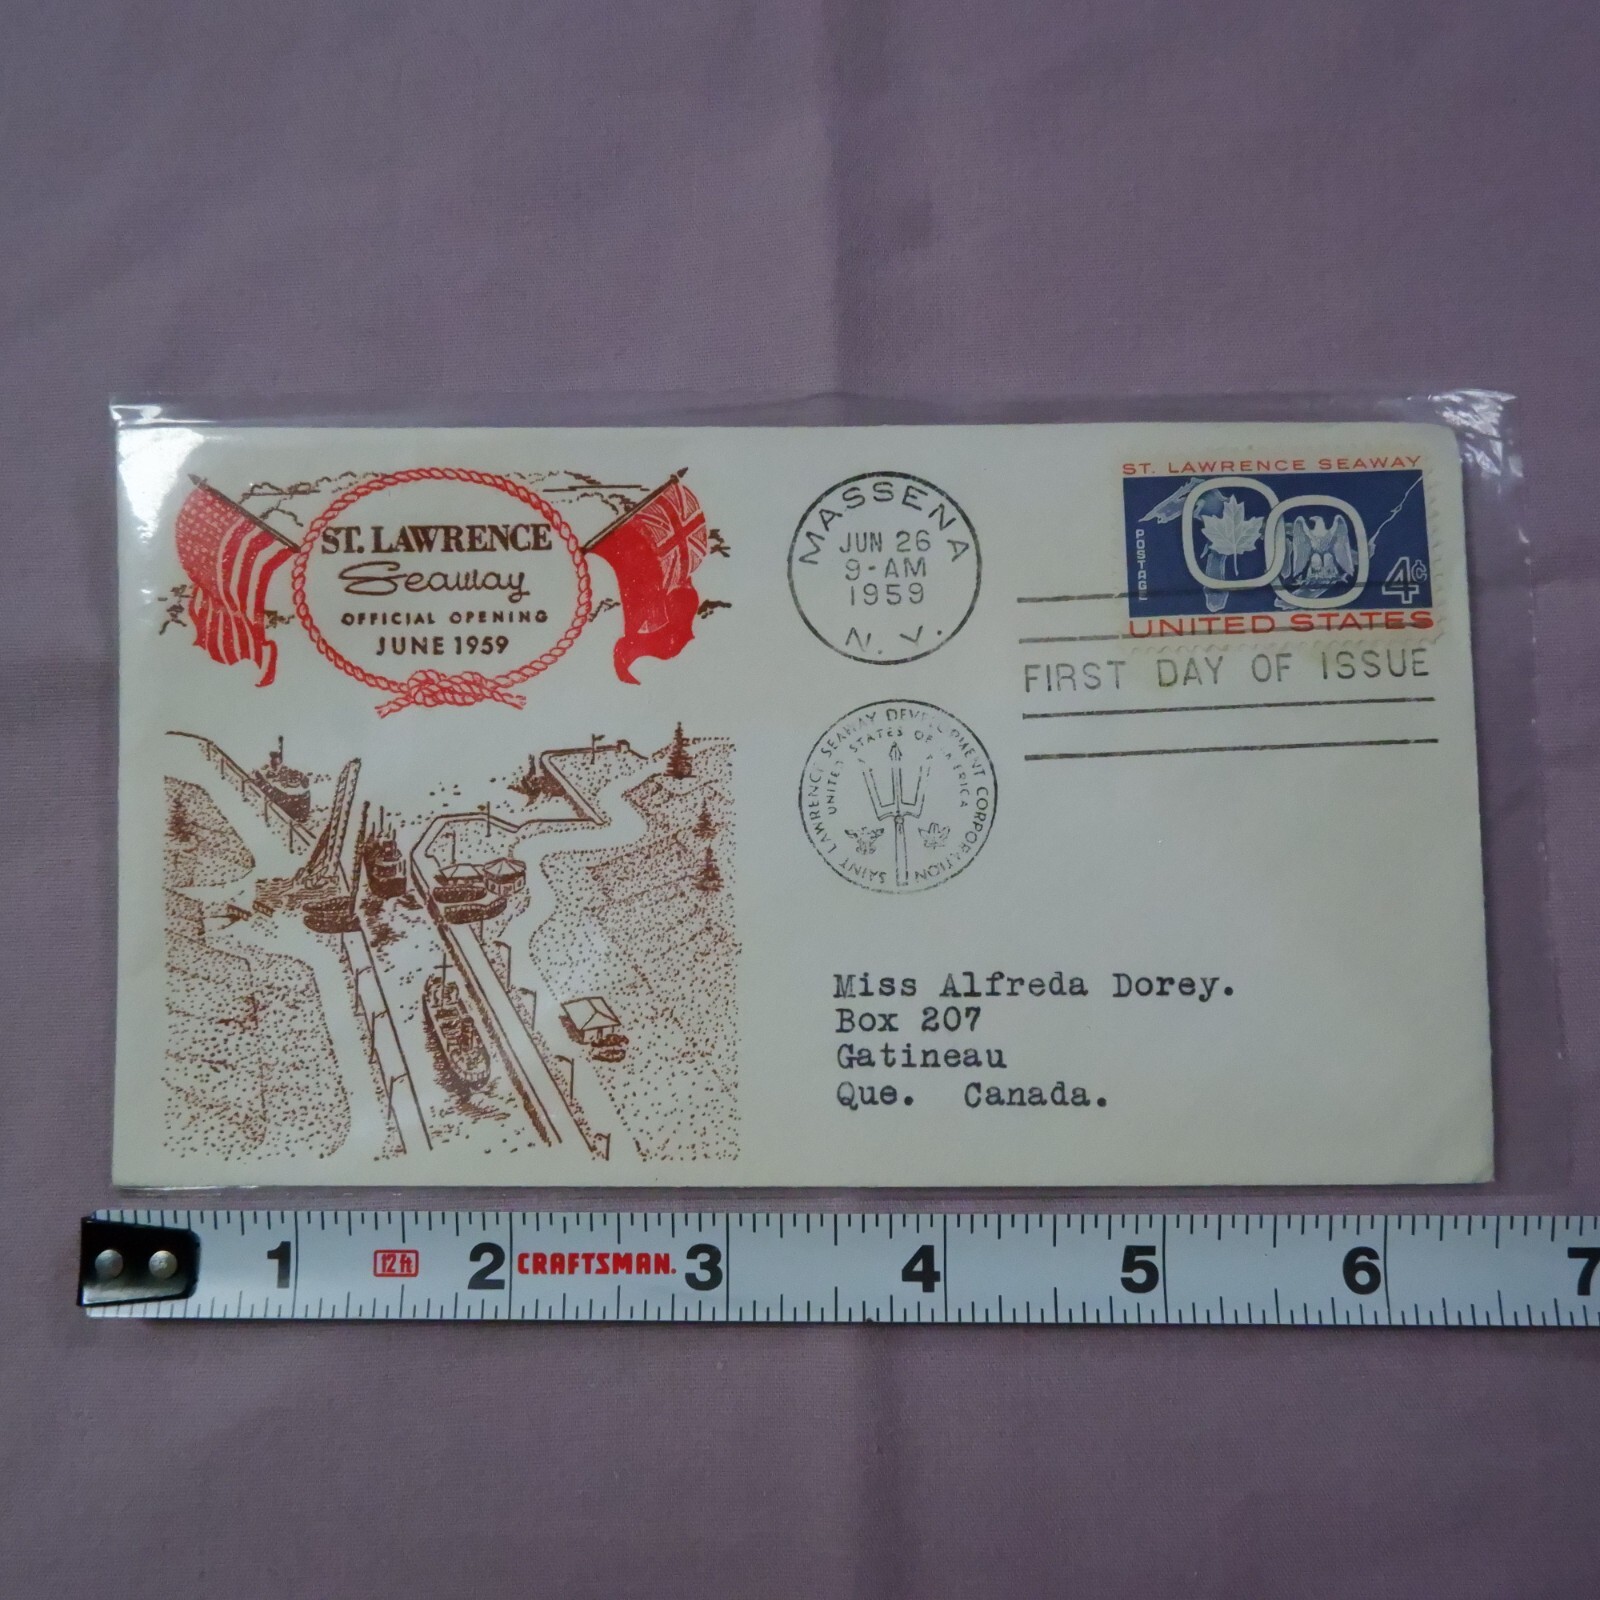 ST. LAWRENCE
Seaway
OFFICIAL OPENING
JUNE 1959
MASSENA
JUN 26
9-AM
1959
N. Y.
ST. LAWRENCE SEAWAY
POSTAGE
4¢
UNITED STATES
FIRST DAY OF ISSUE
SAINT LAWRENCE SEAWAY DEVELOPMENT CORPORATION
UNITED STATES OF AMERICA
Miss Alfreda Dorey.
Box 207
Gatineau
Que. Canada.
1 12 ft 2 CRAFTSMAN. 3 4 5 6 7